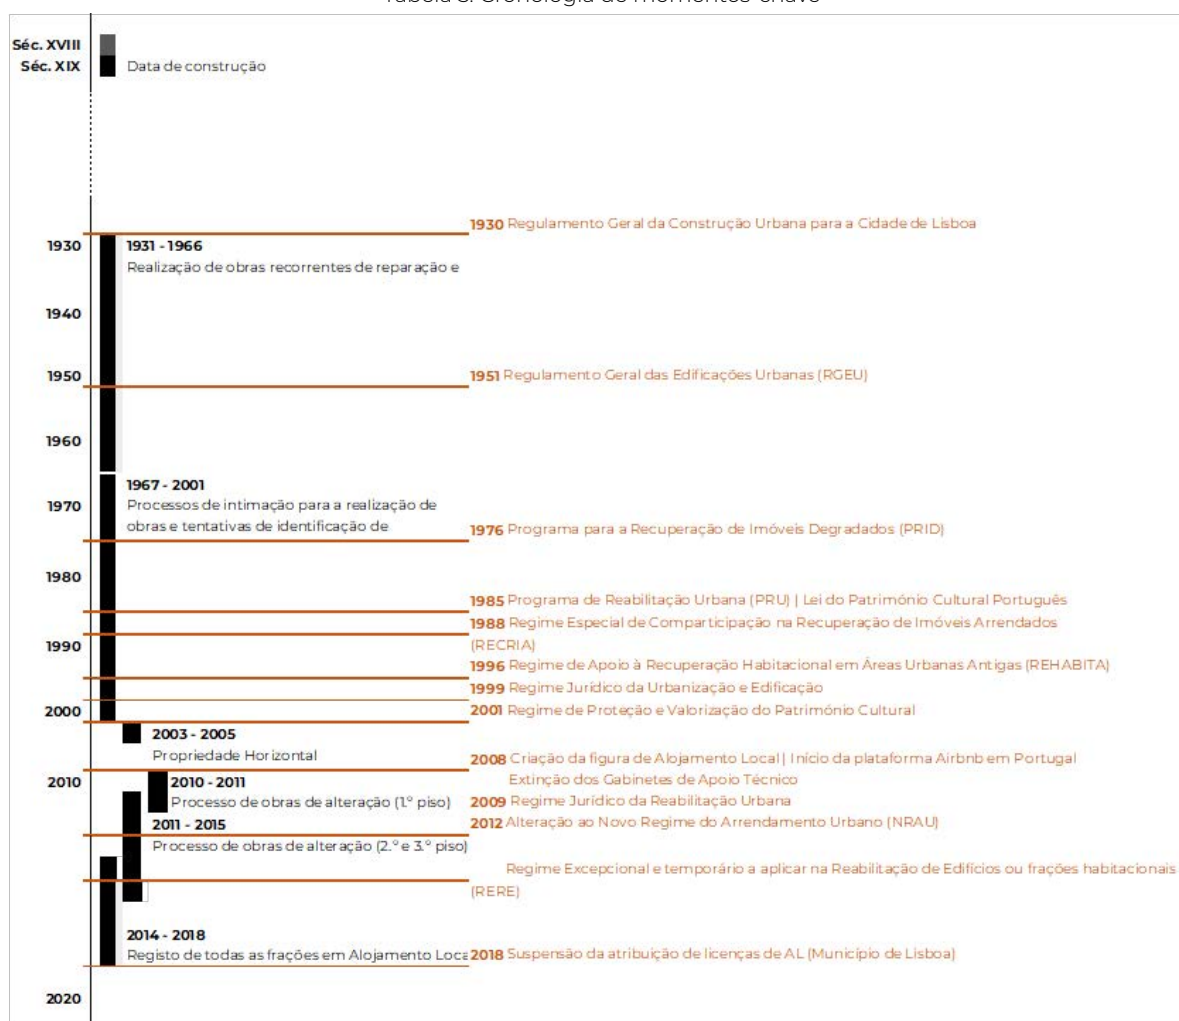 Tabela 3. Cronologia de momentos-chave
Séc. XVIII
Séc. XIX
Data de construção
1930 Regulamento Geral da Construção Urbana para a Cidade de Lisboa
1930
1931 - 1966
Realização de obras recorrentes de reparação e
1940
1950
1951 Regulamento Geral das Edificações Urbanas (RGEU)
1960
1967 - 2001
1970
Processos de intimação para a realização de
obras e tentativas de identificação de
1976 Programa para a Recuperação de Imóveis Degradados (PRID)
1980
1985 Programa de Reabilitação Urbana (PRU) | Lei do Património Cultural Português
1988 Regime Especial de Comparticipação na Recuperação de Imóveis Arrendados
(RECRIA)
1990
1996 Regime de Apoio à Recuperação Habitacional em Áreas Urbanas Antigas (REHABITA)
1999 Regime Jurídico da Urbanização e Edificação
2000
2001 Regime de Proteção e Valorização do Património Cultural
2003 - 2005
Propriedade Horizontal
2008 Criação da figura de Alojamento Local | Início da plataforma Airbnb em Portugal
Extinção dos Gabinetes de Apoio Técnico
2010
2010 - 2011
Processo de obras de alteração (1.º piso)
2009 Regime Jurídico da Reabilitação Urbana
2011 - 2015
2012 Alteração ao Novo Regime do Arrendamento Urbano (NRAU)
Processo de obras de alteração (2.º e 3.º piso)
Regime Excepcional e temporário a aplicar na Reabilitação de Edifícios ou frações habitacionais
(RERE)
2014 - 2018
Registo de todas as frações em Alojamento Loca
2018 Suspensão da atribuição de licenças de AL (Município de Lisboa)
2020